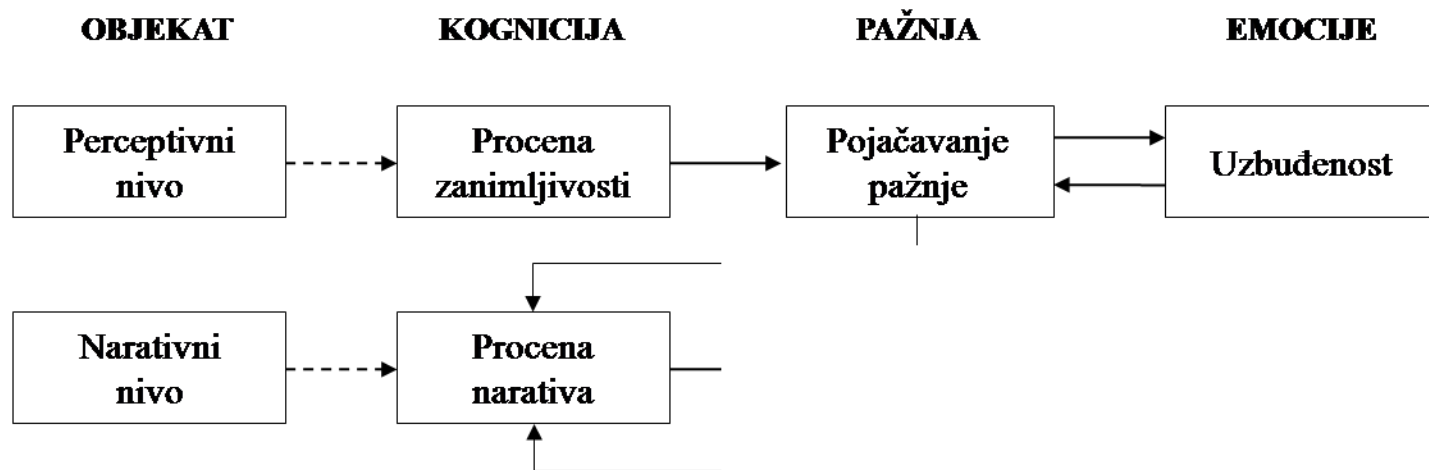 OBJEKAT KOGNICIJA PAŽNJA EMOCIJE
Perceptivni
nivo
Procena
zanimljivosti
Pojačavanje
pažnje
Uzbuđenost
Narativni
nivo
Procena
narativa